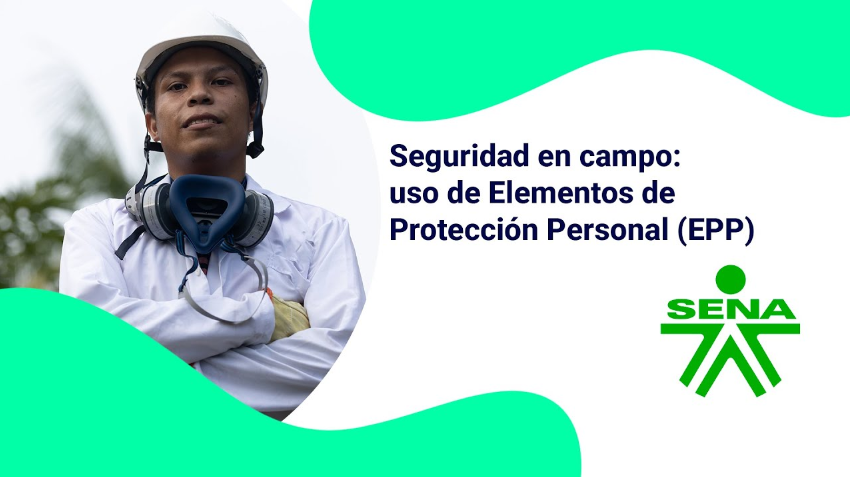 Seguridad en campo:
uso de Elementos de
Protección Personal (EPP)
SENA